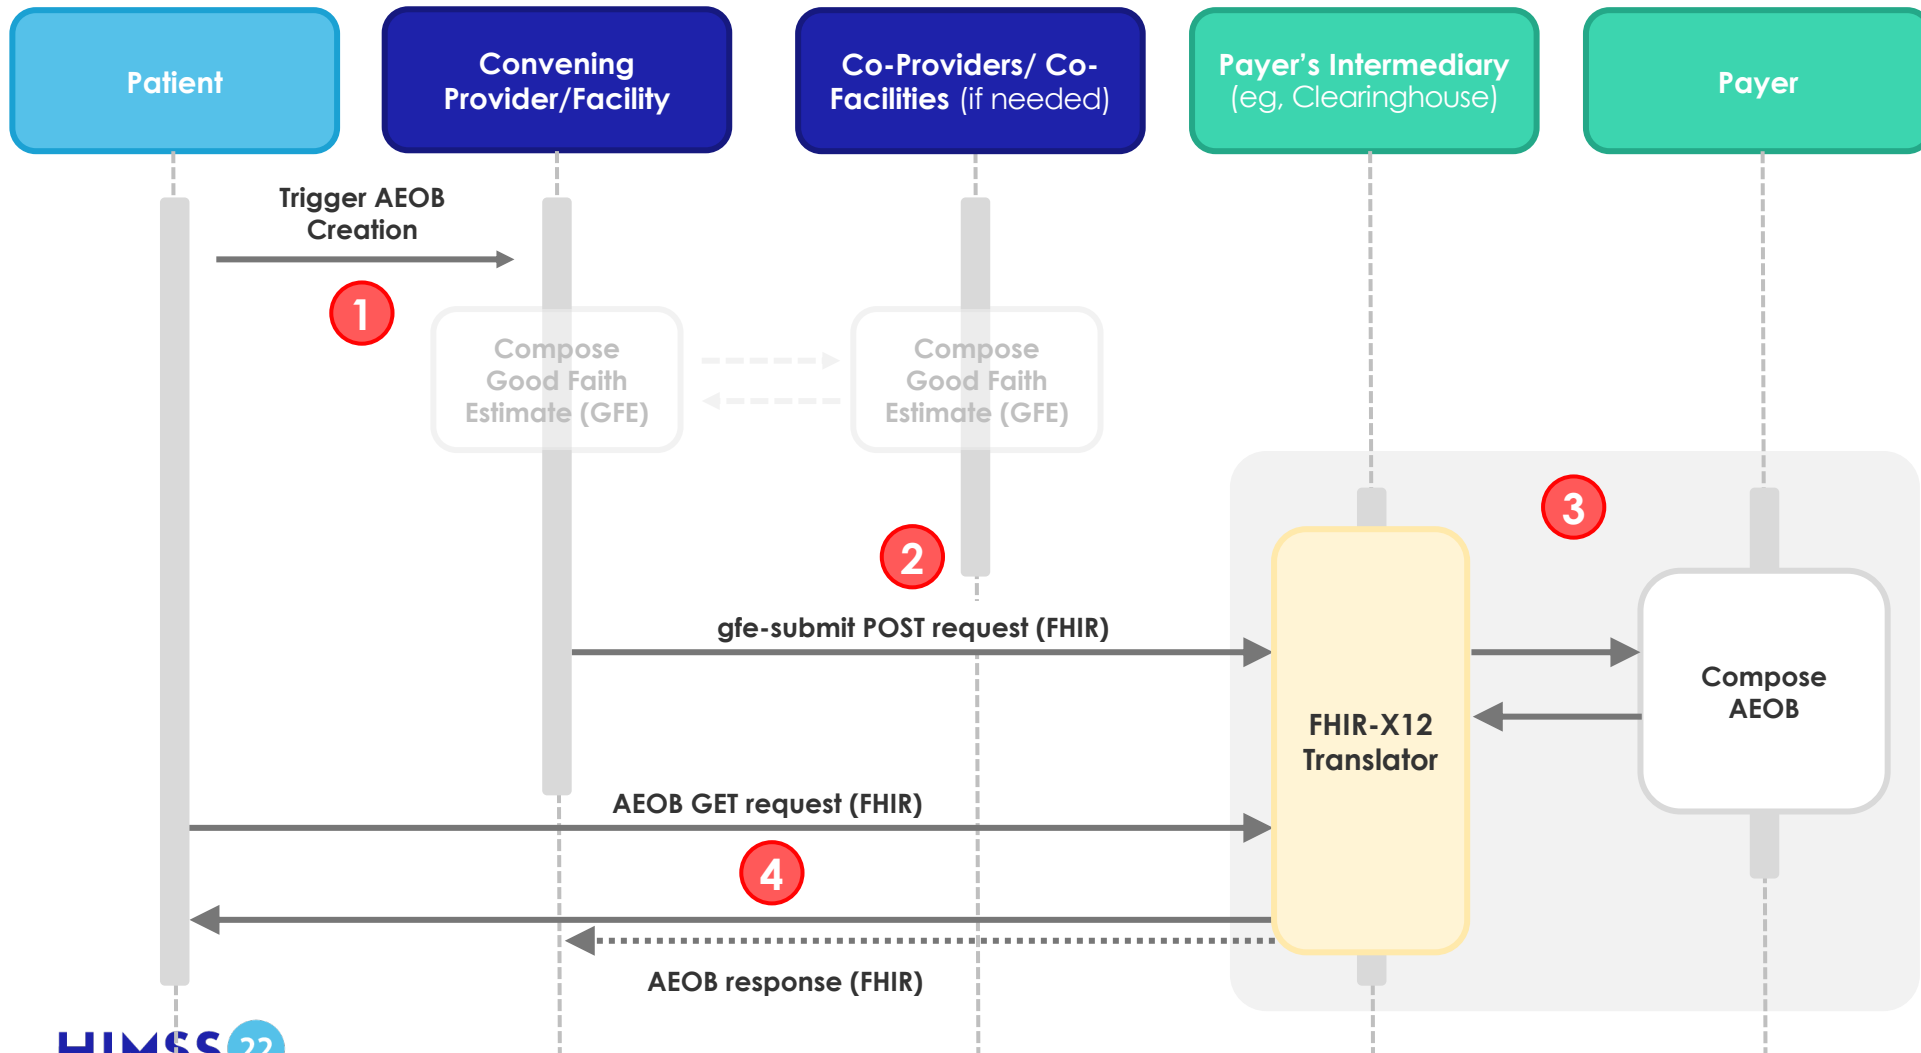 Patient
Convening
Provider/Facility
Co-Providers/ Co-
Facilities (if needed)
Payer's Intermediary
(eg, Clearinghouse)
Payer
Trigger AEOB
Creation
1
Compose
Good Faith
Estimate (GFE)
Compose
Good Faith
Estimate (GFE)
2
3
gfe-submit POST request (FHIR)
FHIR-X12
Translator
Compose
AEOB
AEOB GET request (FHIR)
4
AEOB response (FHIR)
HIMSS 22